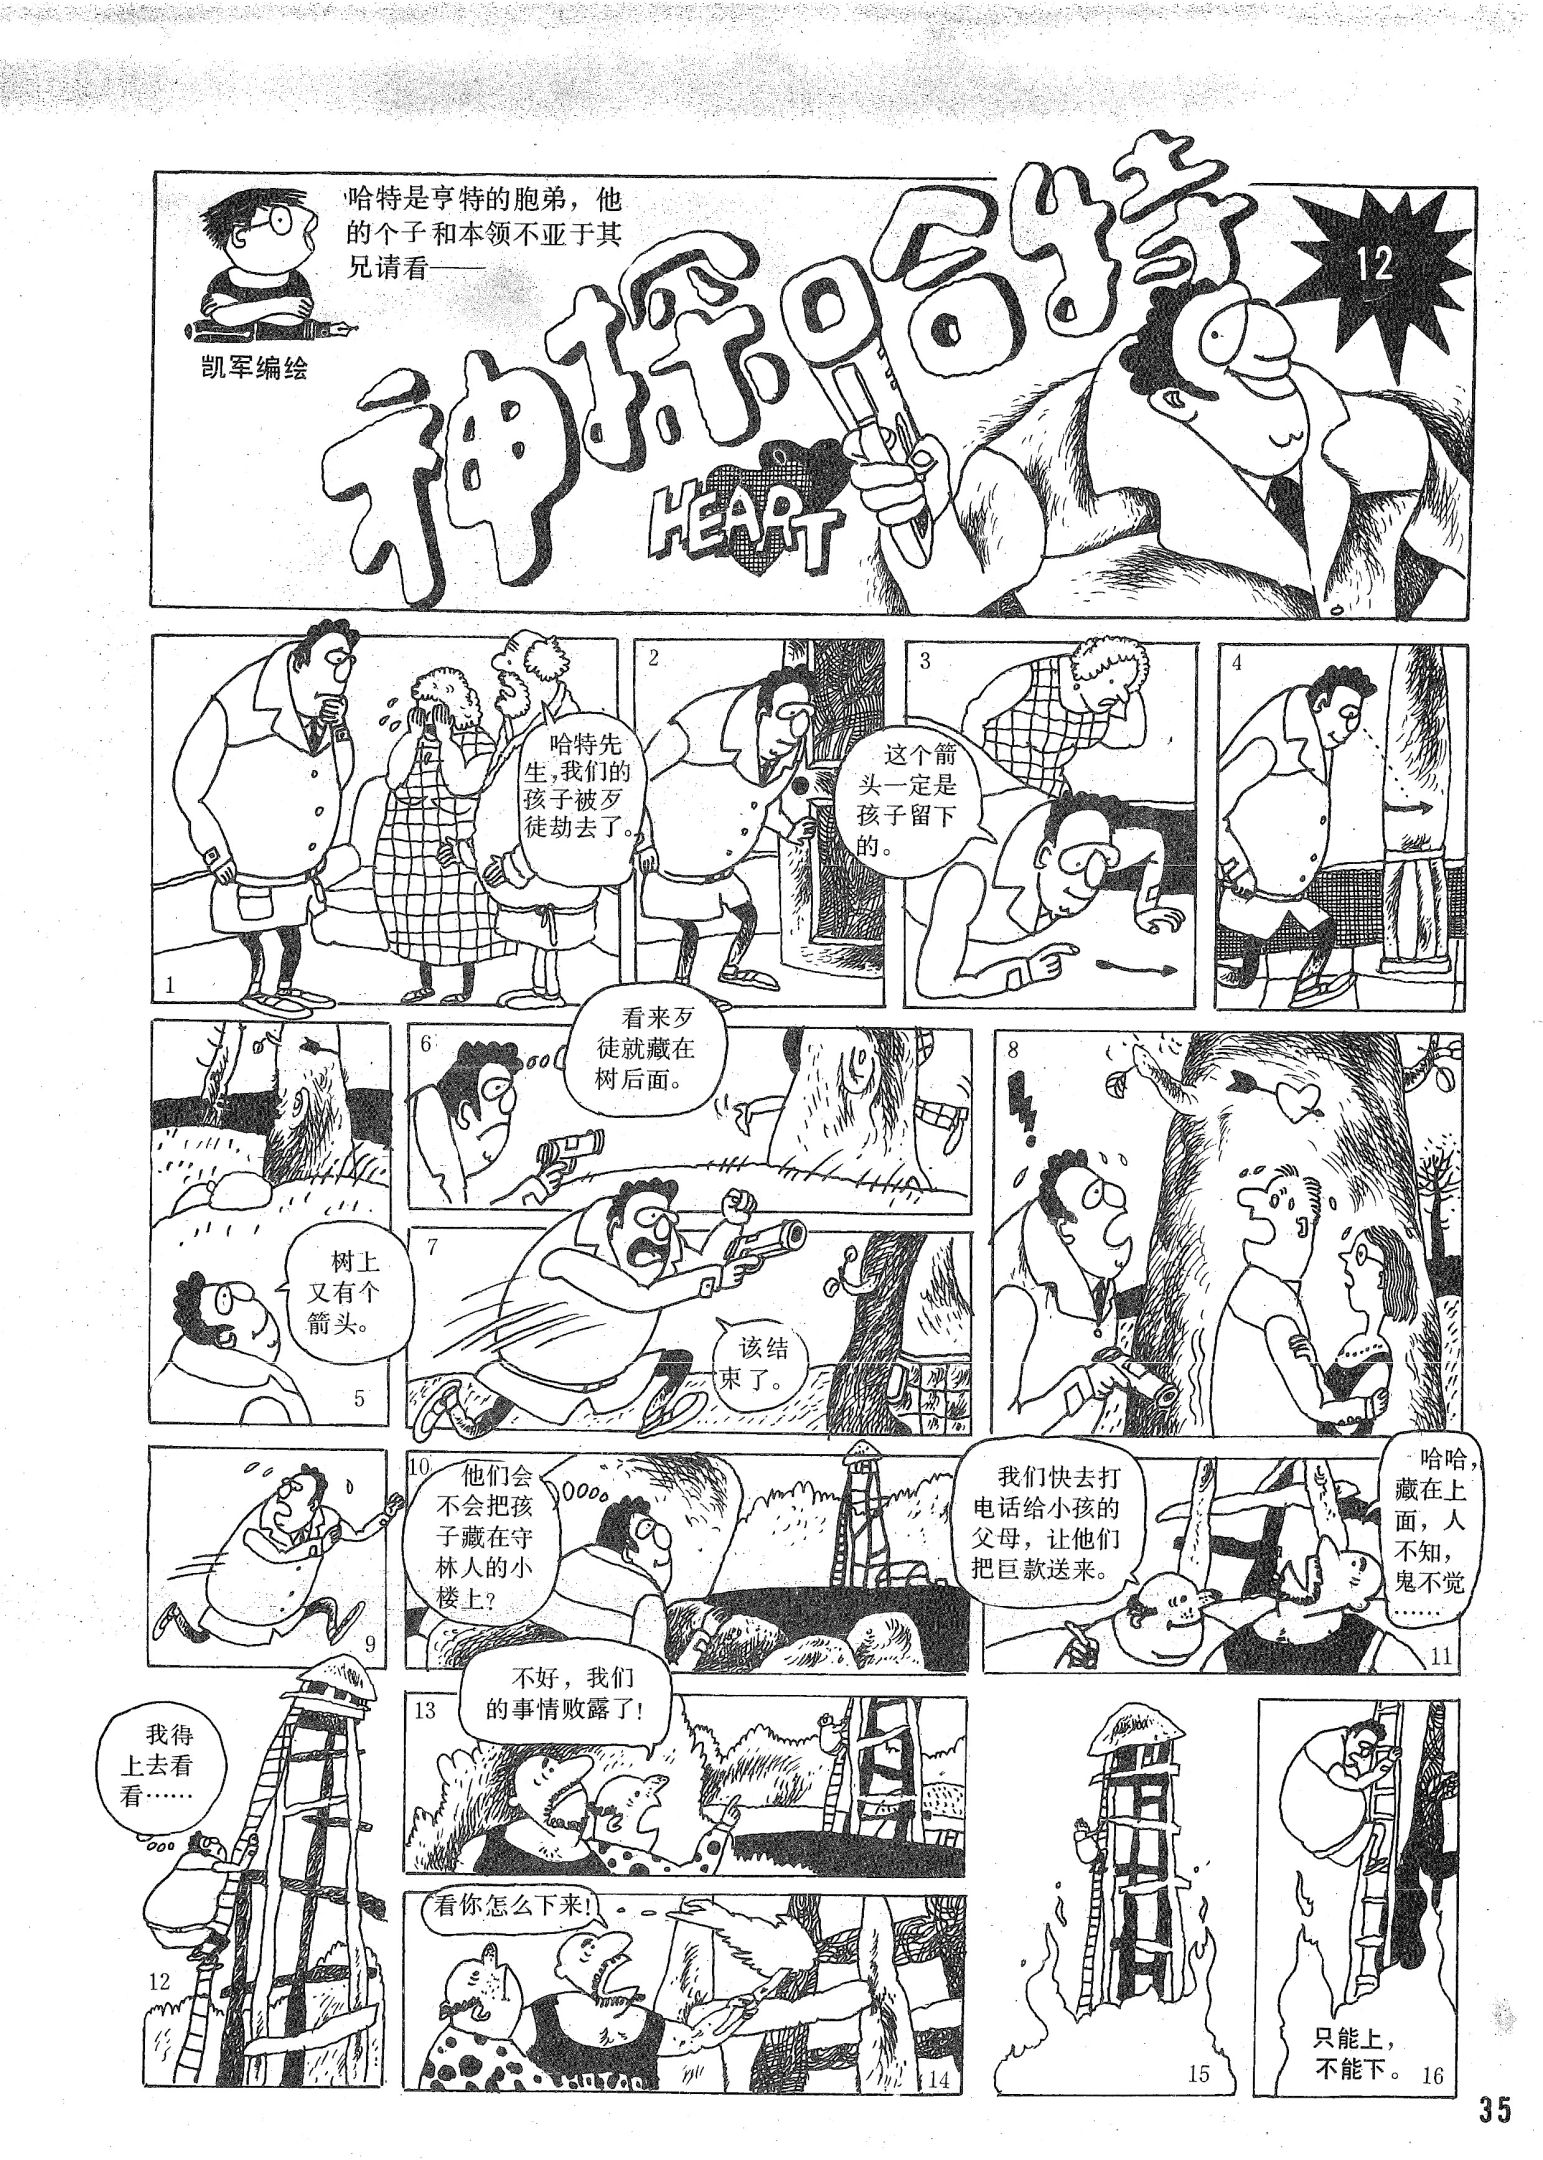 哈特是亨特的胞弟，他
的个子和本领不亚于其
兄请看——
凯军编绘
神探哈特
HEART
12
哈特先
生，我们的
孩子被歹
徒劫去了。
1
2
3
这个箭
头一定是
孩子留下
的。
4
树上
又有个
箭头。
5
6
看来歹
徒就藏在
树后面。
7
该结
束了。
8
9
10
他们会
不会把孩
子藏在守
林人的小
楼上？
我们快去打
电话给小孩的
父母，让他们
把巨款送来。
哈哈，
藏在上
面，人
不知，
鬼不觉
……
11
我得
上去看
看……
12
13
不好，我们
的事情败露了！
看你怎么下来！
14
15
只能上，
不能下。
16
35